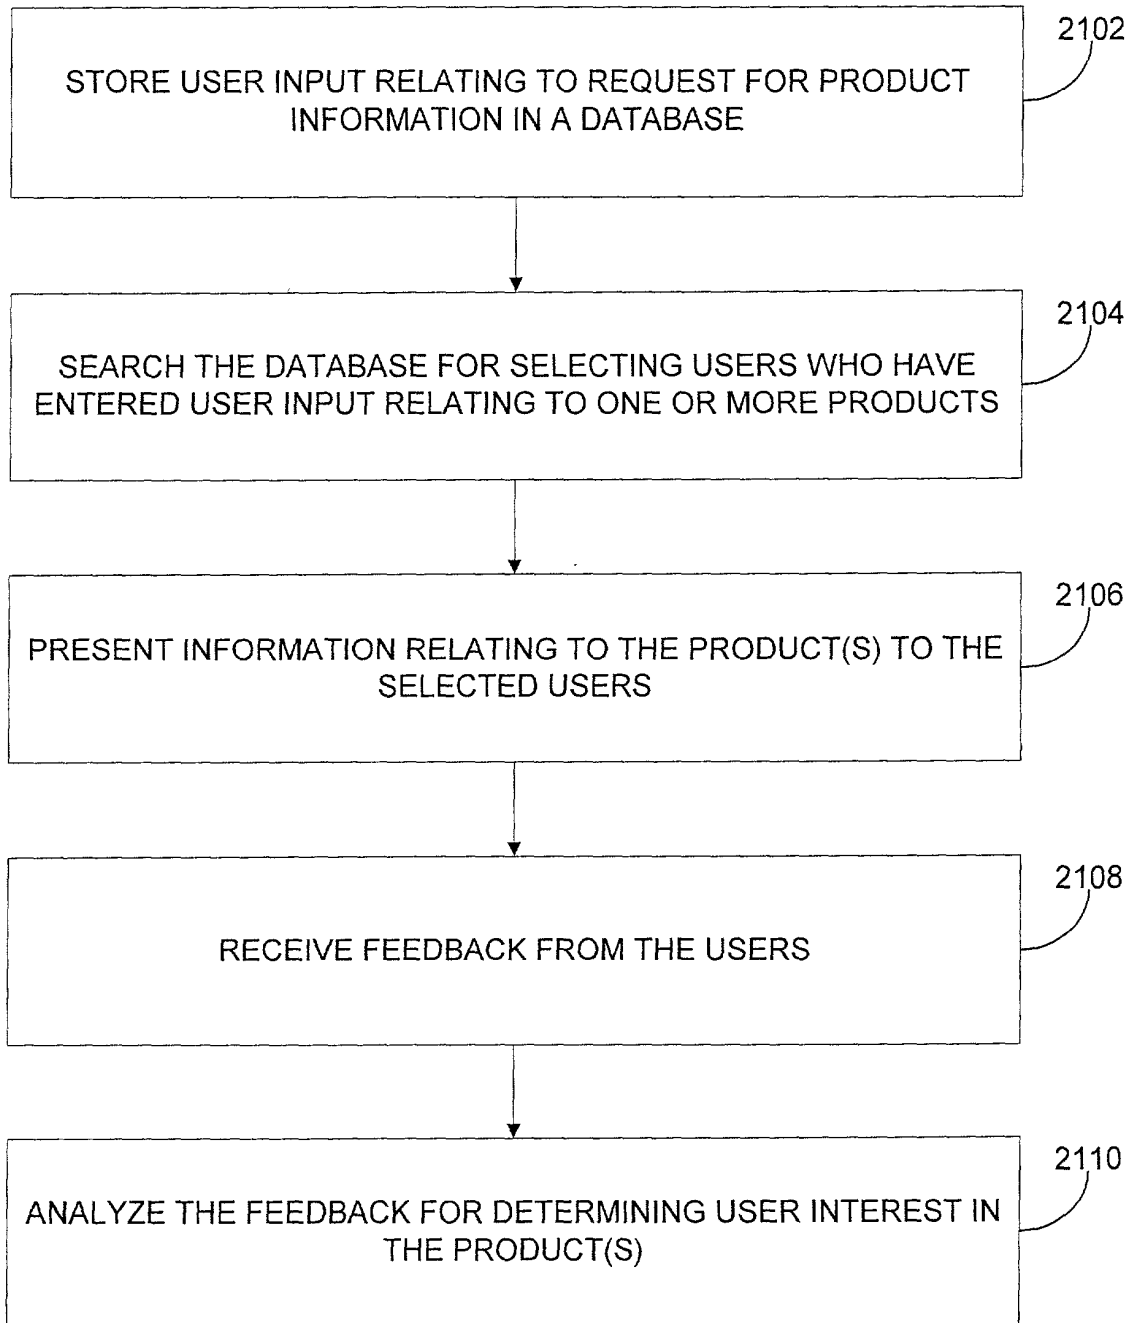 2102
STORE USER INPUT RELATING TO REQUEST FOR PRODUCT
INFORMATION IN A DATABASE
2104
SEARCH THE DATABASE FOR SELECTING USERS WHO HAVE
ENTERED USER INPUT RELATING TO ONE OR MORE PRODUCTS
2106
PRESENT INFORMATION RELATING TO THE PRODUCT(S) TO THE
SELECTED USERS
2108
RECEIVE FEEDBACK FROM THE USERS
2110
ANALYZE THE FEEDBACK FOR DETERMINING USER INTEREST IN
THE PRODUCT(S)